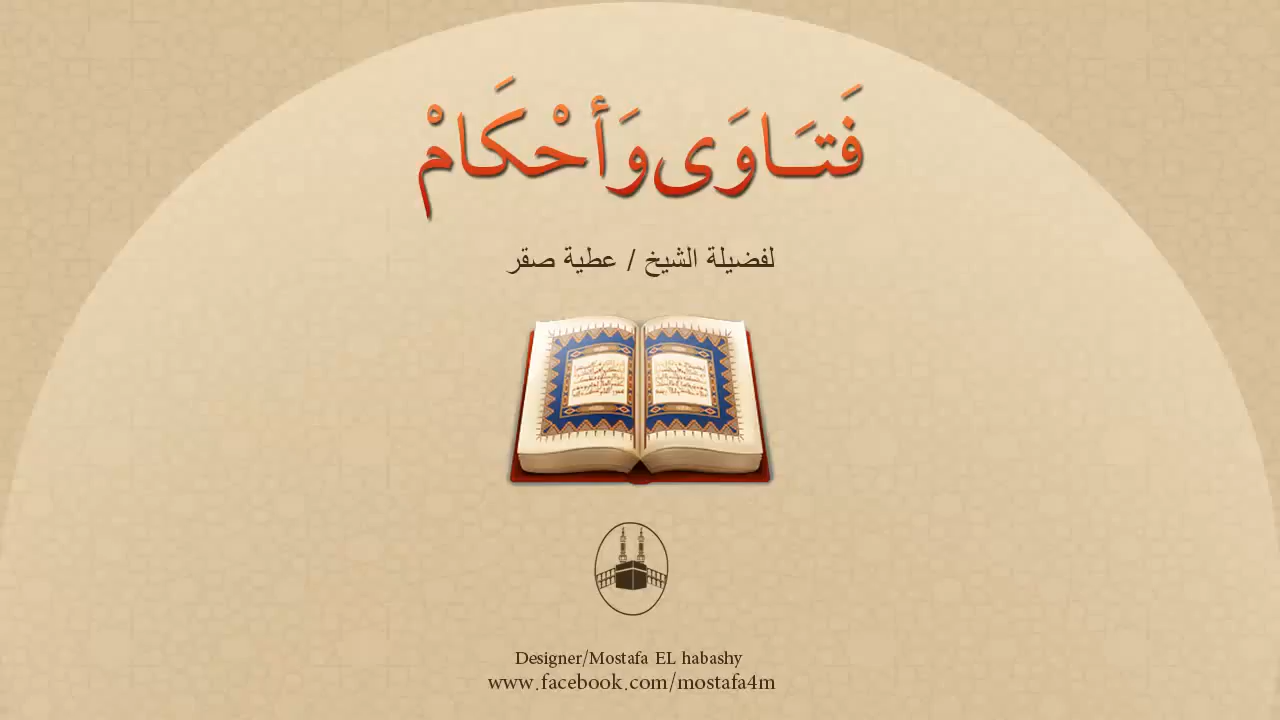 فَتَاوَى وَأَحْكَامْ
لفضيلة الشيخ / عطية صقر
Designer/Mostafa EL habashy
www.facebook.com/mostafa4m